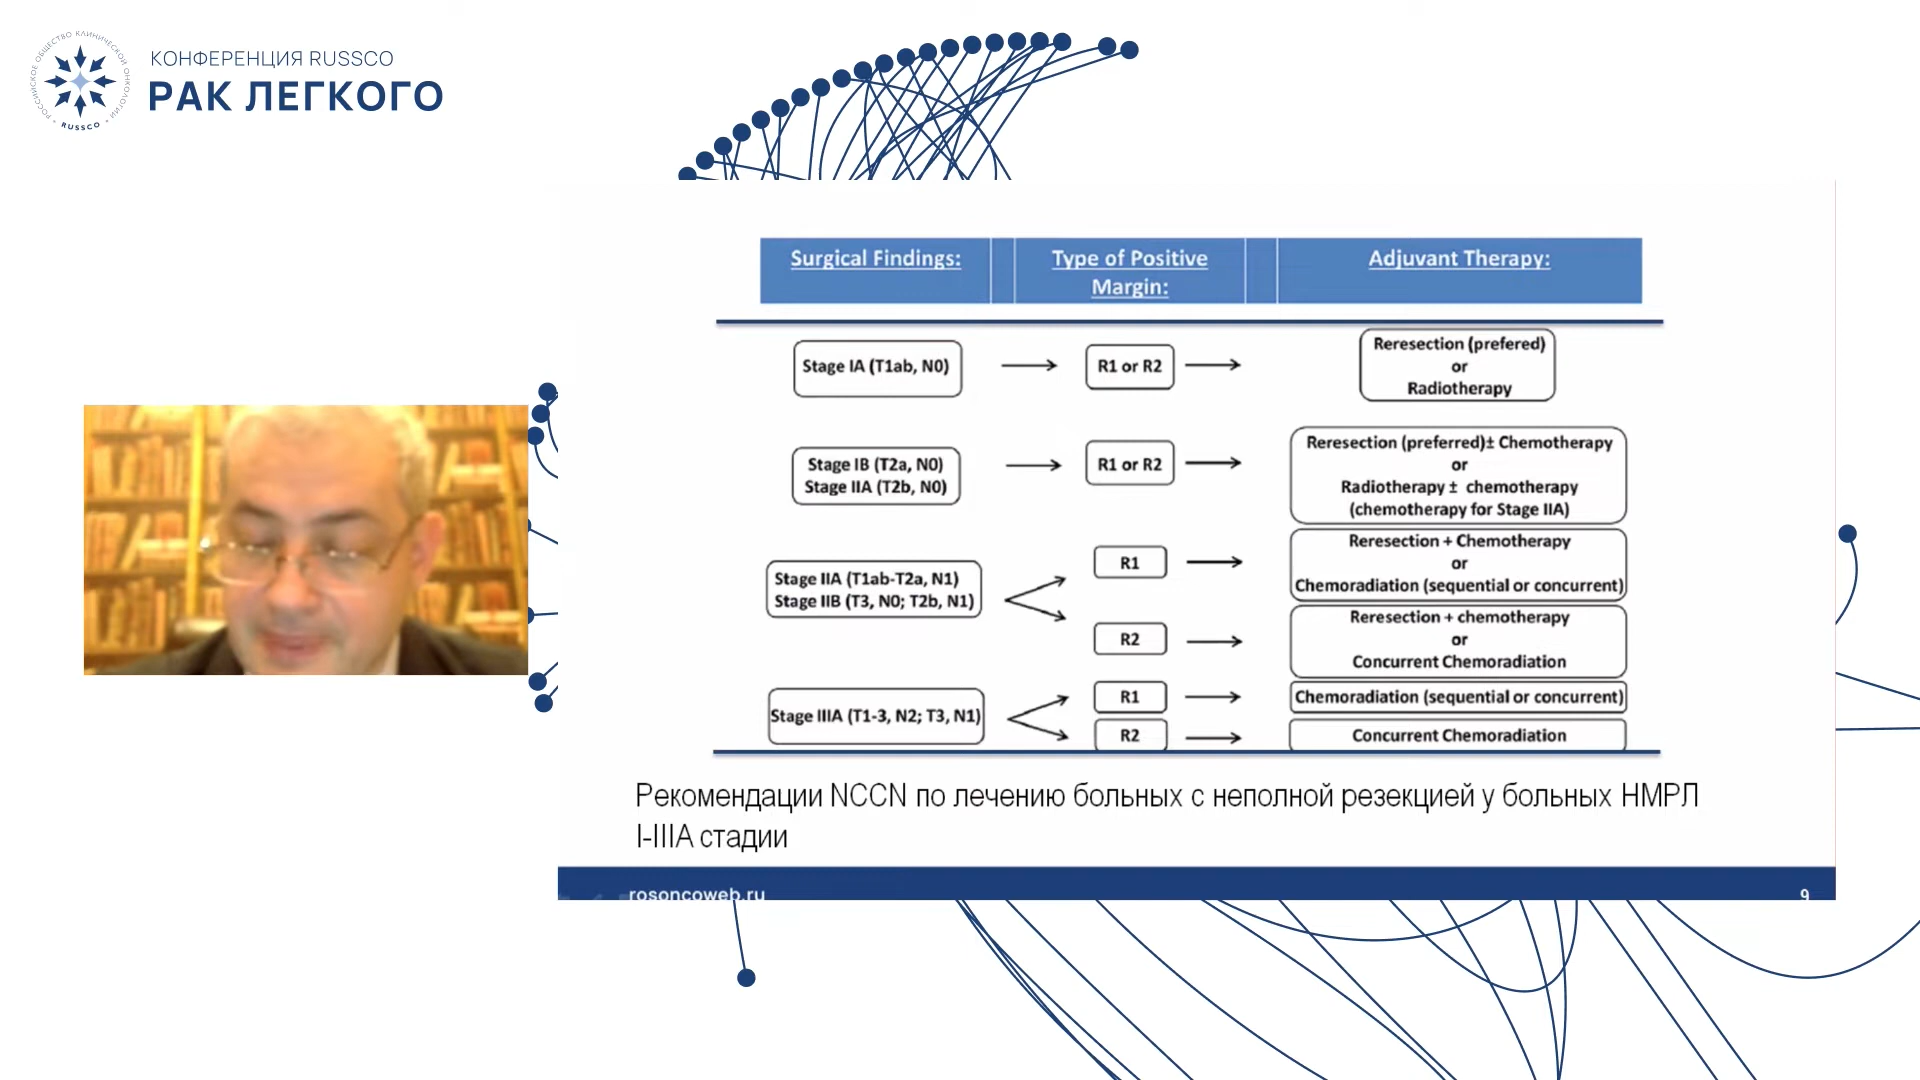 РОССИЙСКОЕ ОБЩЕСТВО КЛИНИЧЕСКОЙ ОНКОЛОГИИ
• RUSSCO •
КОНФЕРЕНЦИЯ RUSSCO
РАК ЛЕГКОГО
Surgical Findings:
Type of Positive
Margin:
Adjuvant Therapy:
Stage IA (T1ab, N0)
R1 or R2
Reresection (prefered)
or
Radiotherapy
Stage IB (T2a, N0)
Stage IIA (T2b, N0)
R1 or R2
Reresection (preferred)± Chemotherapy
or
Radiotherapy ± chemotherapy
(chemotherapy for Stage IIA)
Stage IIA (T1ab-T2a, N1)
Stage IIB (T3, N0; T2b, N1)
R1
Reresection + Chemotherapy
or
Chemoradiation (sequential or concurrent)
R2
Reresection + chemotherapy
or
Concurrent Chemoradiation
Stage IIIA (T1-3, N2; T3, N1)
R1
Chemoradiation (sequential or concurrent)
R2
Concurrent Chemoradiation
Рекомендации NCCN по лечению больных с неполной резекцией у больных НМРЛ
I-IIIA стадии
rosoncoweb.ru
9